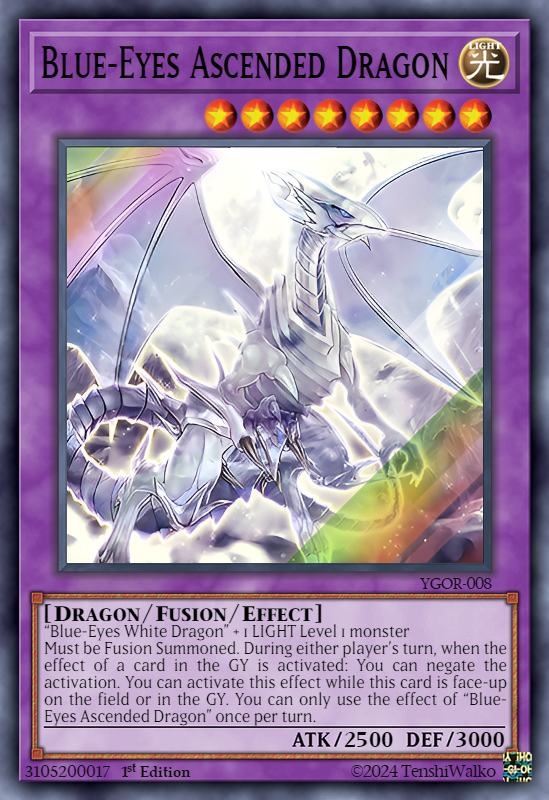 Blue-Eyes Ascended Dragon
LIGHT
光
YGOR-008
[Dragon/Fusion/Effect]
“Blue-Eyes White Dragon” + 1 LIGHT Level 1 monster
Must be Fusion Summoned. During either player's turn, when the
effect of a card in the GY is activated: You can negate the
activation. You can activate this effect while this card is face-up
on the field or in the GY. You can only use the effect of “Blue-
Eyes Ascended Dragon” once per turn.
ATK/2500 DEF/3000
3105200017 1st Edition ©2024 TenshiWalko